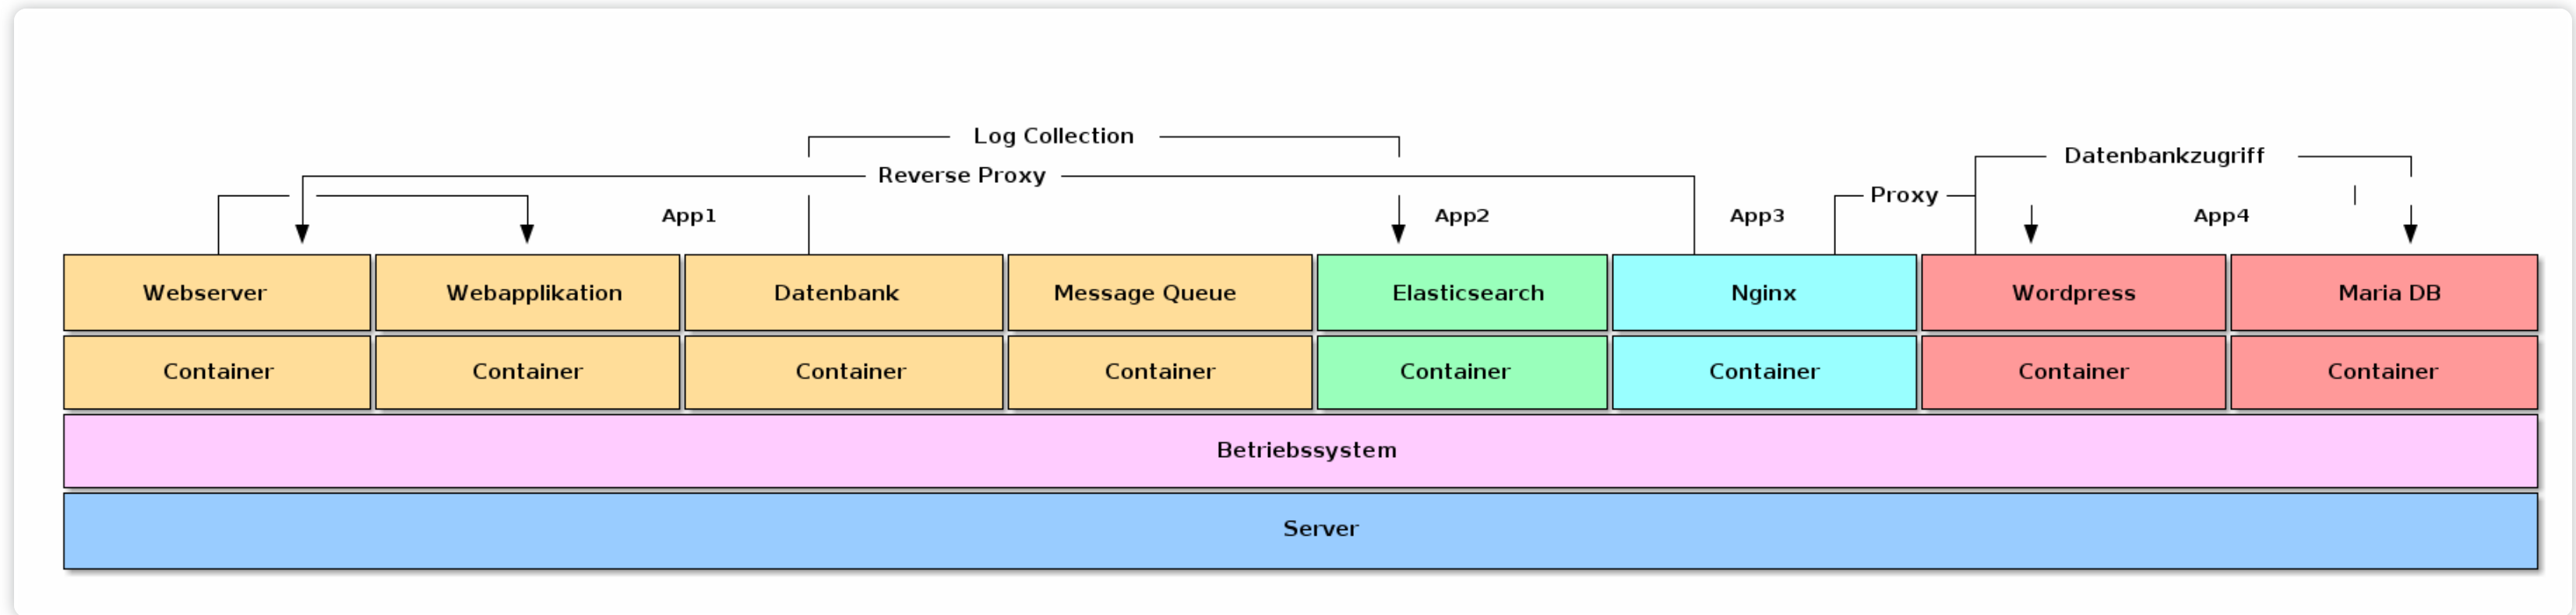 Log Collection
Datenbankzugriff
Reverse Proxy
Proxy
App1
App2
App3
App4
Webserver
Webapplikation
Datenbank
Message Queue
Elasticsearch
Nginx
Wordpress
Maria DB
Container
Container
Container
Container
Container
Container
Container
Container
Betriebssystem
Server